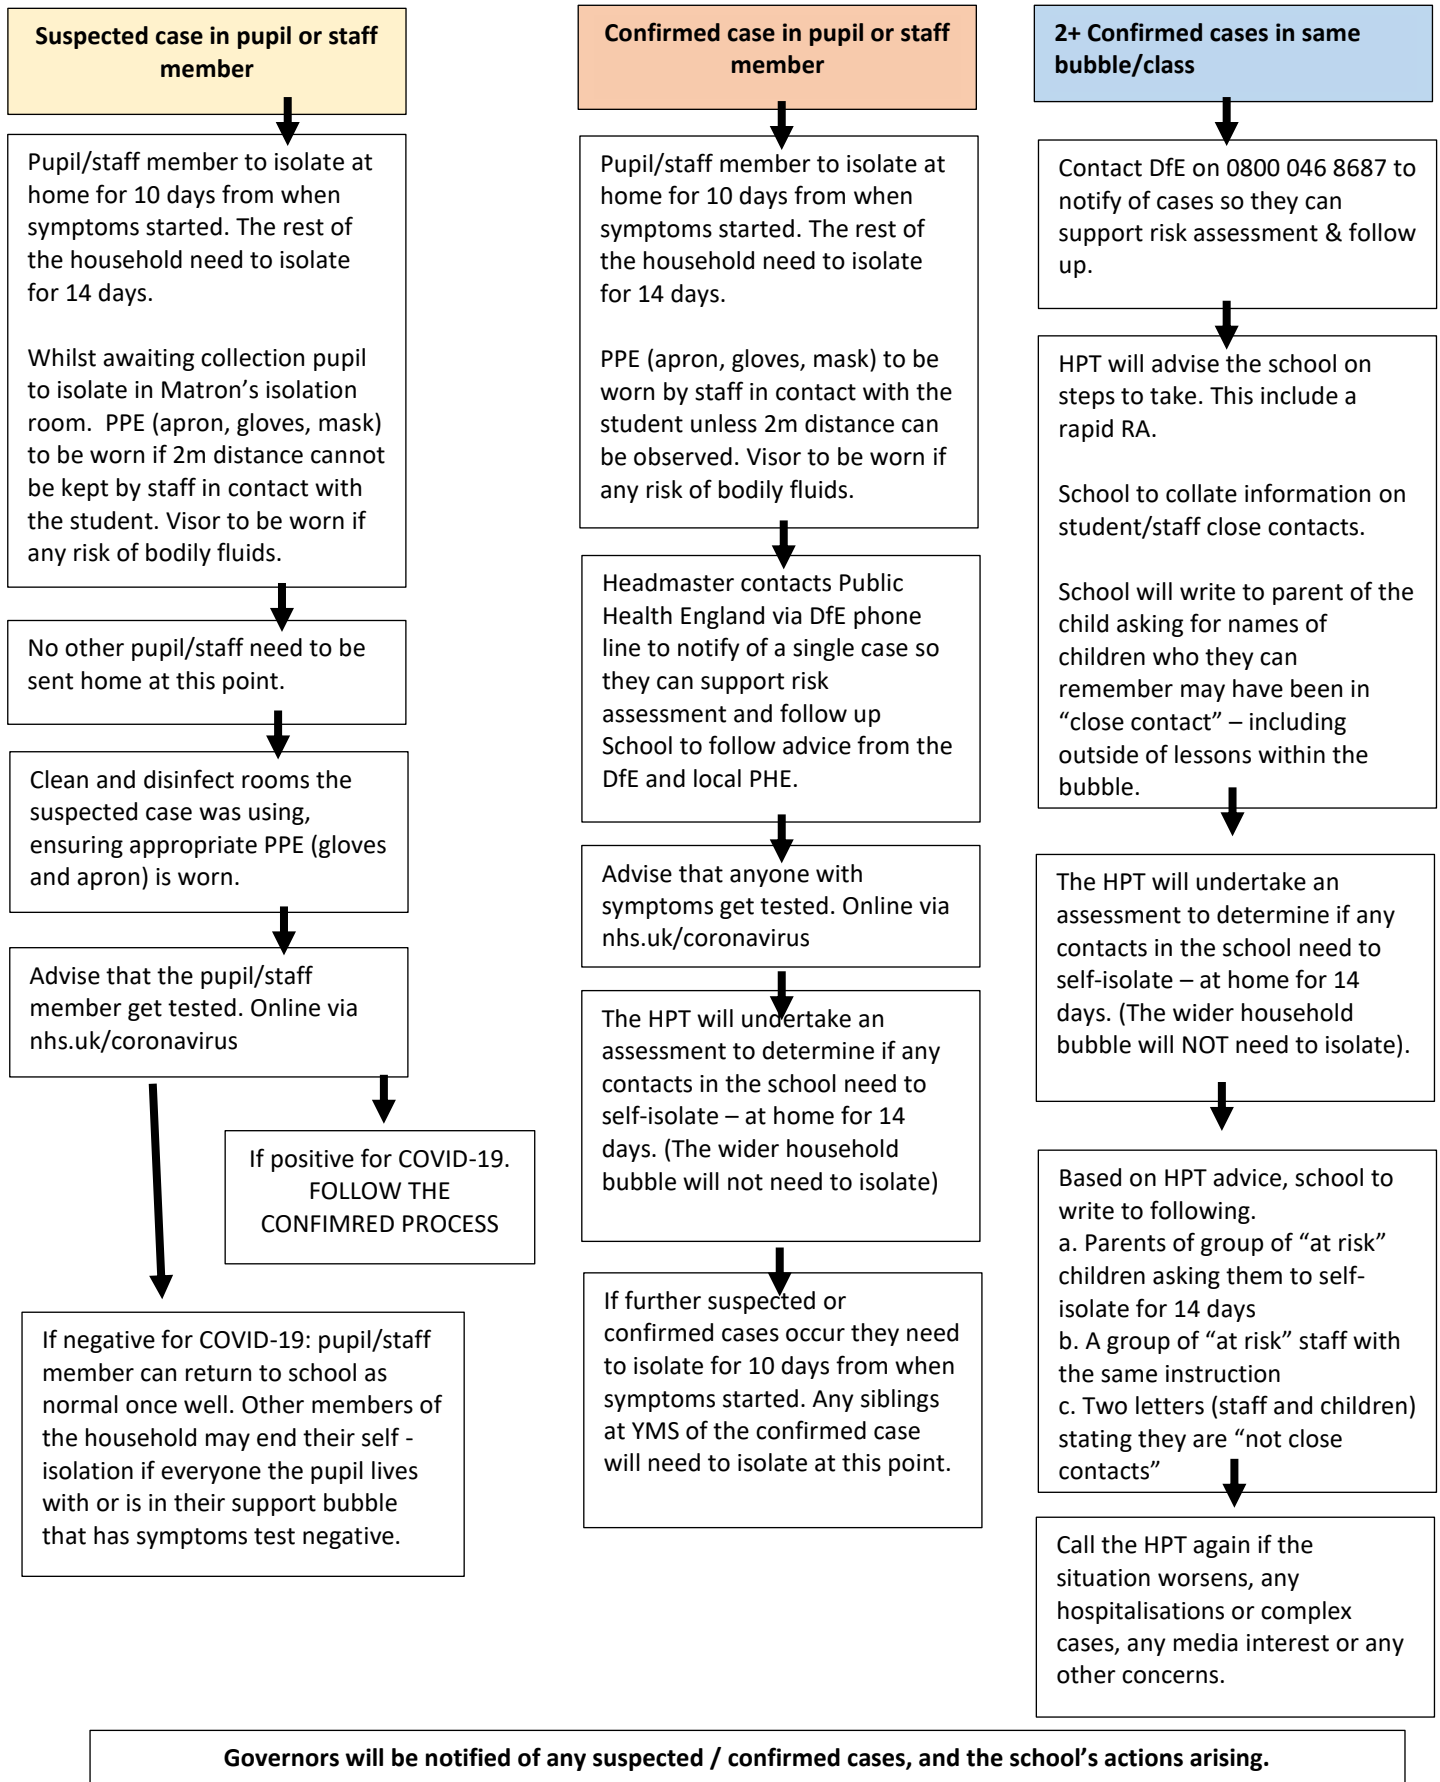 Suspected case in pupil or staff
member
Pupil/staff member to isolate at
home for 10 days from when
symptoms started. The rest of
the household need to isolate
for 14 days.
Whilst awaiting collection pupil
to isolate in Matron’s isolation
room.  PPE (apron, gloves, mask)
to be worn if 2m distance cannot
be kept by staff in contact with
the student. Visor to be worn if
any risk of bodily fluids.
No other pupil/staff need to be
sent home at this point.
Clean and disinfect rooms the
suspected case was using,
ensuring appropriate PPE (gloves
and apron) is worn.
Advise that the pupil/staff
member get tested. Online via
nhs.uk/coronavirus
If positive for COVID-19.
FOLLOW THE
CONFIMRED PROCESS
If negative for COVID-19: pupil/staff
member can return to school as
normal once well. Other members of
the household may end their self -
isolation if everyone the pupil lives
with or is in their support bubble
that has symptoms test negative.
Confirmed case in pupil or staff
member
Pupil/staff member to isolate at
home for 10 days from when
symptoms started. The rest of
the household need to isolate
for 14 days.
PPE (apron, gloves, mask) to be
worn by staff in contact with the
student unless 2m distance can
be observed. Visor to be worn if
any risk of bodily fluids.
Headmaster contacts Public
Health England via DfE phone
line to notify of a single case so
they can support risk
assessment and follow up
School to follow advice from the
DfE and local PHE.
Advise that anyone with
symptoms get tested. Online via
nhs.uk/coronavirus
The HPT will undertake an
assessment to determine if any
contacts in the school need to
self-isolate – at home for 14
days. (The wider household
bubble will not need to isolate)
If further suspected or
confirmed cases occur they need
to isolate for 10 days from when
symptoms started. Any siblings
at YMS of the confirmed case
will need to isolate at this point.
2+ Confirmed cases in same
bubble/class
Contact DfE on 0800 046 8687 to
notify of cases so they can
support risk assessment & follow
up.
HPT will advise the school on
steps to take. This include a
rapid RA.
School to collate information on
student/staff close contacts.
School will write to parent of the
child asking for names of
children who they can
remember may have been in
“close contact” – including
outside of lessons within the
bubble.
The HPT will undertake an
assessment to determine if any
contacts in the school need to
self-isolate – at home for 14
days. (The wider household
bubble will NOT need to isolate).
Based on HPT advice, school to
write to following.
a. Parents of group of “at risk”
children asking them to self-
isolate for 14 days
b. A group of “at risk” staff with
the same instruction
c. Two letters (staff and children)
stating they are “not close
contacts”
Call the HPT again if the
situation worsens, any
hospitalisations or complex
cases, any media interest or any
other concerns.
Governors will be notified of any suspected / confirmed cases, and the school’s actions arising.